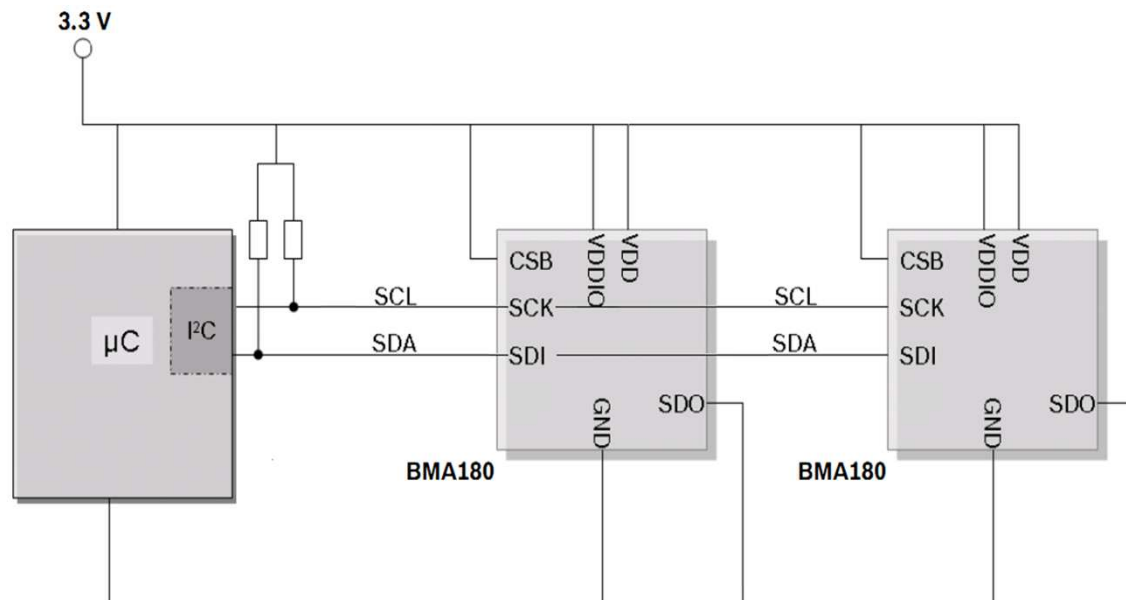 3.3 V
µC
I²C
SCL
SDA
CSB
VDDIO
VDD
SCK
SDI
GND
SDO
BMA180
SCL
SDA
CSB
VDDIO
VDD
SCK
SDI
GND
SDO
BMA180